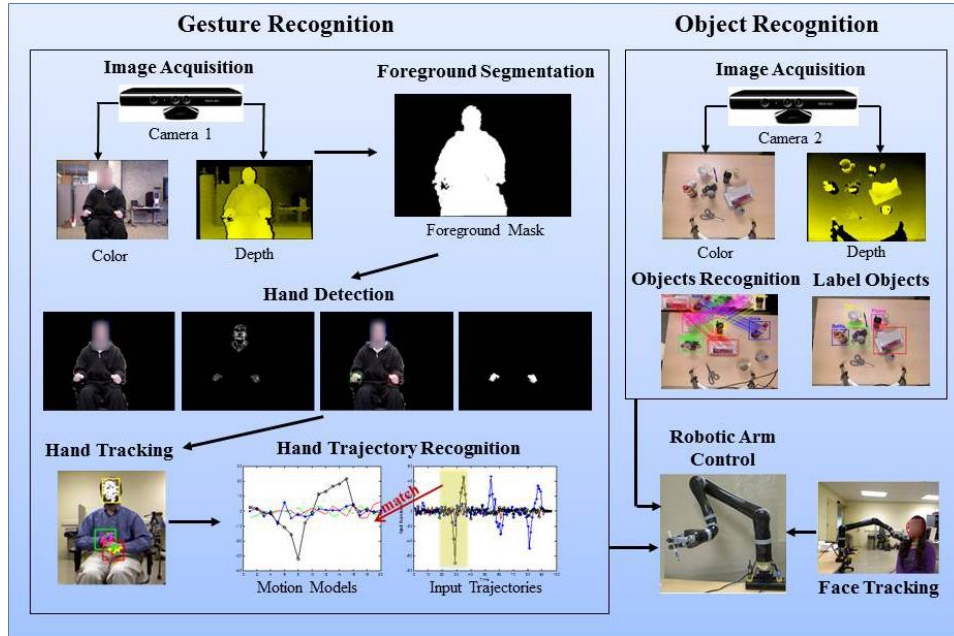 Gesture Recognition
Object Recognition
Image Acquisition
Camera 1
Color
Depth
Foreground Segmentation
Foreground Mask
Hand Detection
Hand Tracking
Hand Trajectory Recognition
match
Motion Models
Input Trajectories
Image Acquisition
Camera 2
Color
Depth
Objects Recognition
Label Objects
Robotic Arm
Control
Face Tracking